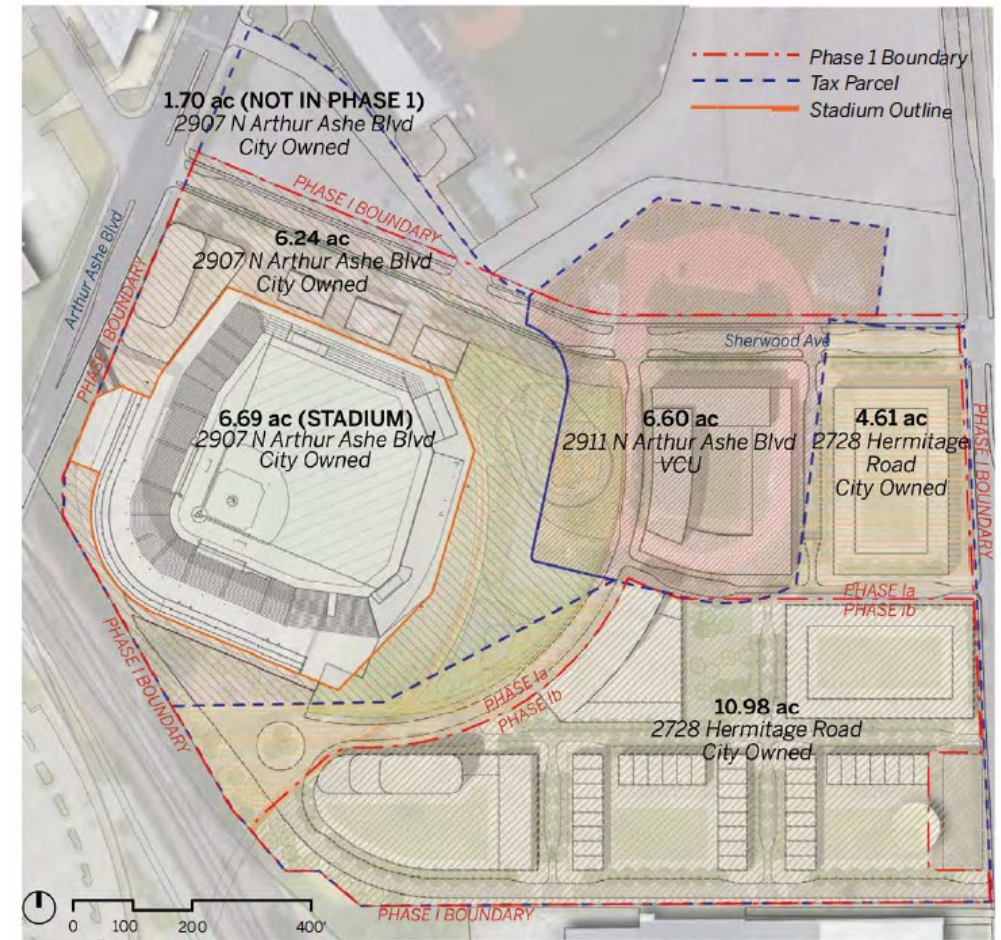 Phase 1 Boundary
Tax Parcel
Stadium Outline
1.70 ac (NOT IN PHASE 1)
2907 N Arthur Ashe Blvd
City Owned
PHASE I BOUNDARY
Arthur Ashe Blvd
PHASE I BOUNDARY
6.24 ac
2907 N Arthur Ashe Blvd
City Owned
Sherwood Ave
6.69 ac (STADIUM)
2907 N Arthur Ashe Blvd
City Owned
6.60 ac
2911 N Arthur Ashe Blvd
VCU
4.61 ac
2728 Hermitage
Road
City Owned
PHASE I BOUNDARY
PHASE Ia
PHASE Ib
PHASE I BOUNDARY
PHASE Ia
PHASE Ib
10.98 ac
2728 Hermitage Road
City Owned
0 100 200 400'
PHASE I BOUNDARY